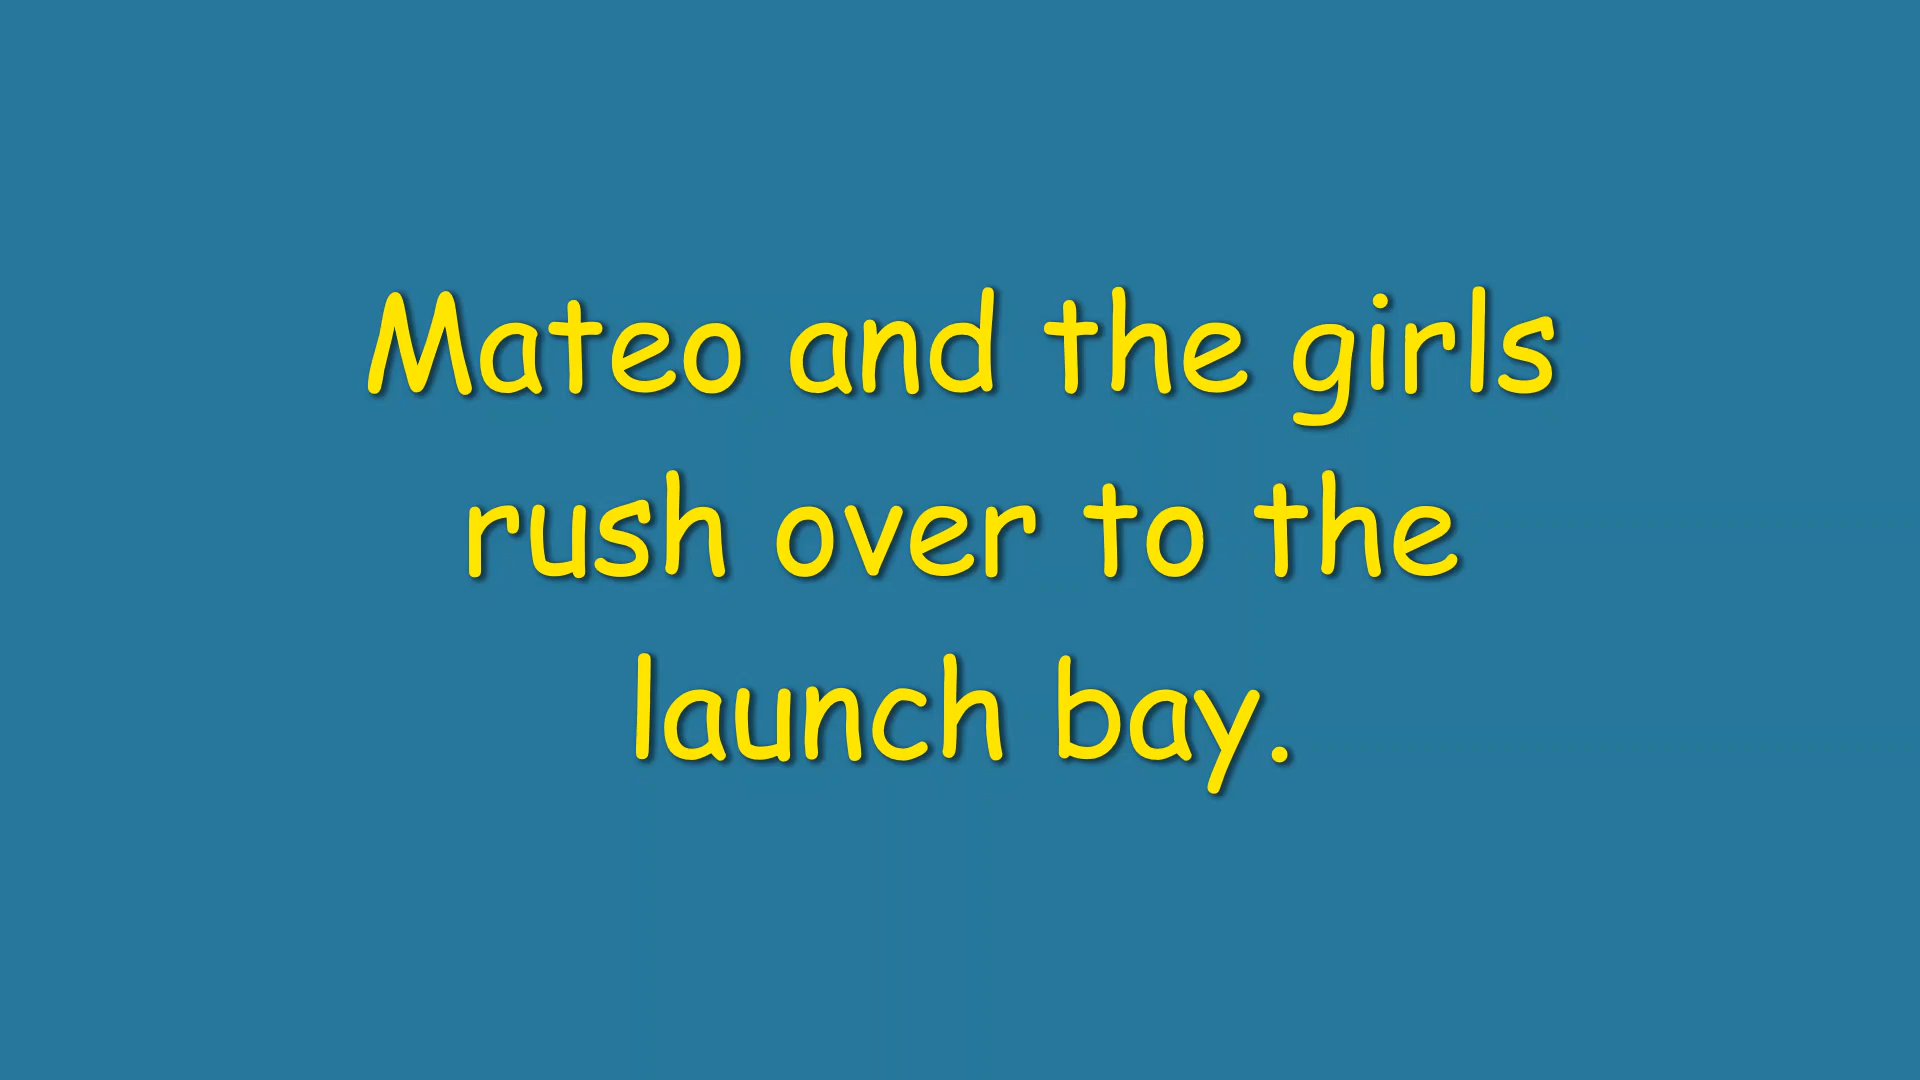 Mateo and the girls
rush over to the
launch bay.